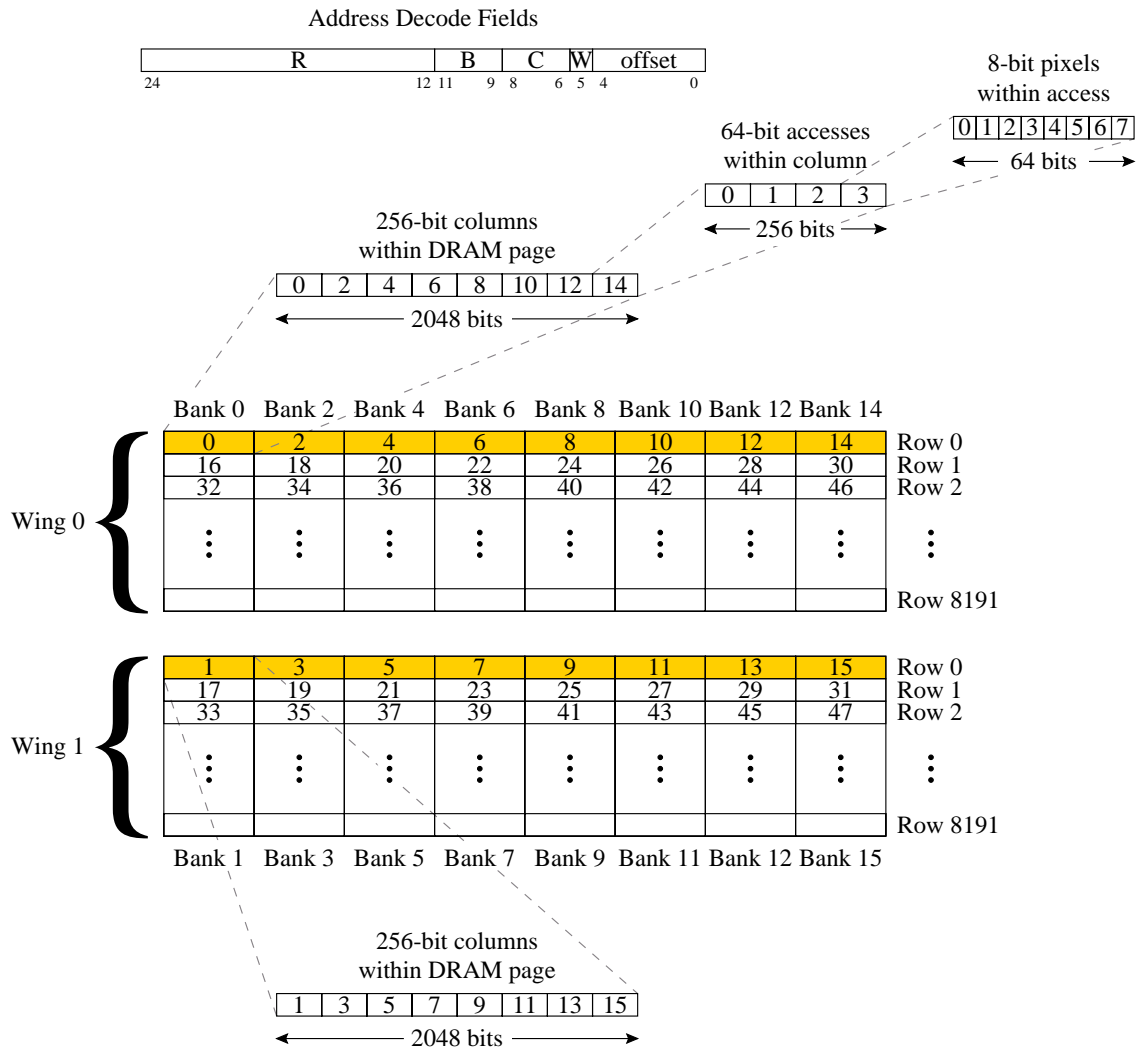 Address Decode Fields
R B C W offset
24 12 11 9 8 6 5 4 0
8-bit pixels
within access
0 1 2 3 4 5 6 7
64 bits
64-bit accesses
within column
0 1 2 3
256 bits
256-bit columns
within DRAM page
0 2 4 6 8 10 12 14
2048 bits
Bank 0 Bank 2 Bank 4 Bank 6 Bank 8 Bank 10 Bank 12 Bank 14
0 2 4 6 8 10 12 14 Row 0
16 18 20 22 24 26 28 30 Row 1
32 34 36 38 40 42 44 46 Row 2
Wing 0
Row 8191
1 3 5 7 9 11 13 15 Row 0
17 19 21 23 25 27 29 31 Row 1
33 35 37 39 41 43 45 47 Row 2
Wing 1
Row 8191
Bank 1 Bank 3 Bank 5 Bank 7 Bank 9 Bank 11 Bank 12 Bank 15
256-bit columns
within DRAM page
1 3 5 7 9 11 13 15
2048 bits